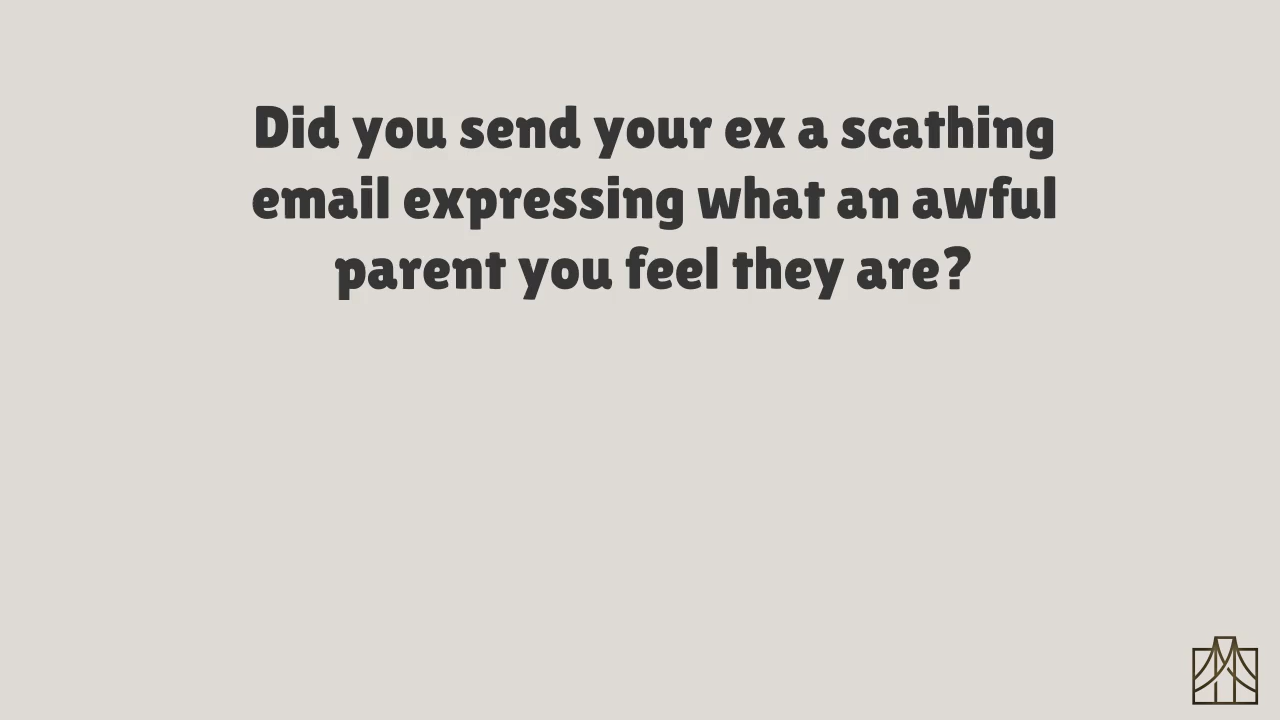 Did you send your ex a scathing
email expressing what an awful
parent you feel they are?